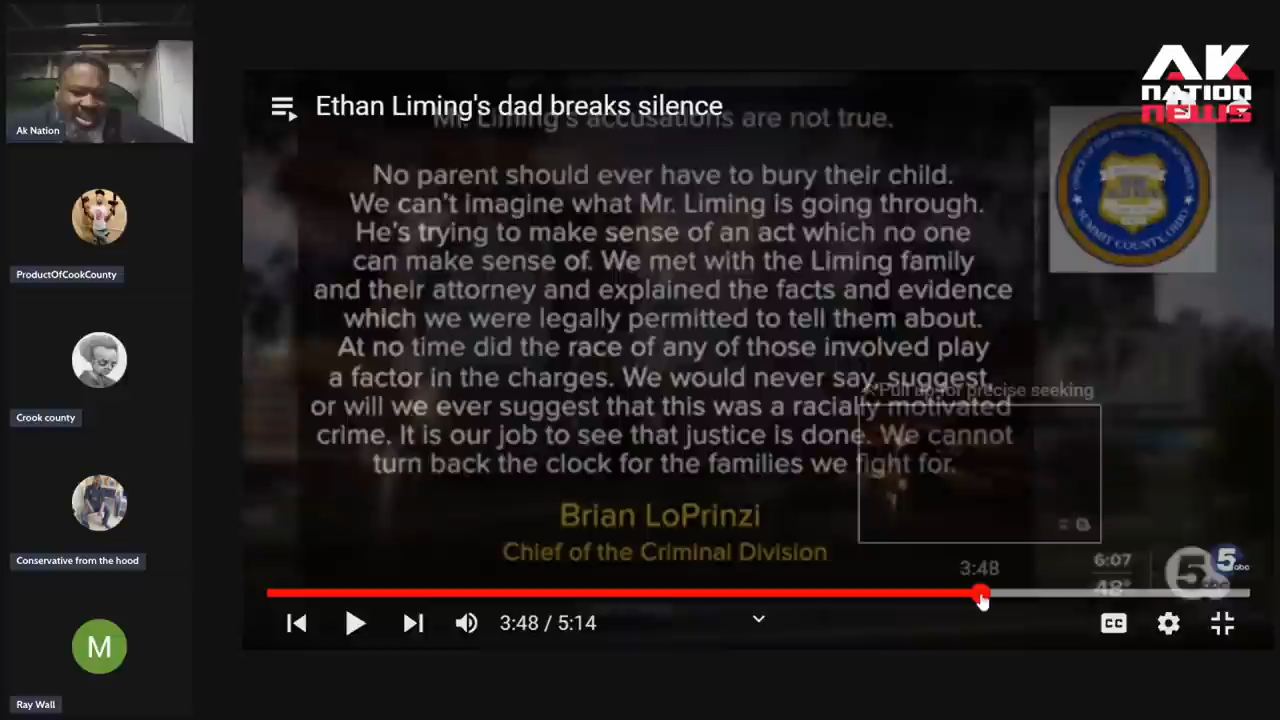 Ak Nation
ProductOfCookCounty
Crook county
Conservative from the hood
M
Ray Wall
Ethan Liming's dad breaks silence
Mr. Liming's accusations are not true.
No parent should ever have to bury their child.
We can't imagine what Mr. Liming is going through.
He's trying to make sense of an act which no one
can make sense of. We met with the Liming family
and their attorney and explained the facts and evidence
which we were legally permitted to tell them about.
At no time did the race of any of those involved play
a factor in the charges. We would never say, suggest,
or will we ever suggest that this was a racially motivated
crime. It is our job to see that justice is done. We cannot
turn back the clock for the families we fight for.
Brian LoPrinzi
Chief of the Criminal Division
Pull up for precise seeking
3:48
3:48 / 5:14
CC
6:07
48°
5
5
abc
AK
NATION
NEWS
SUMMIT COUNTY, OHIO